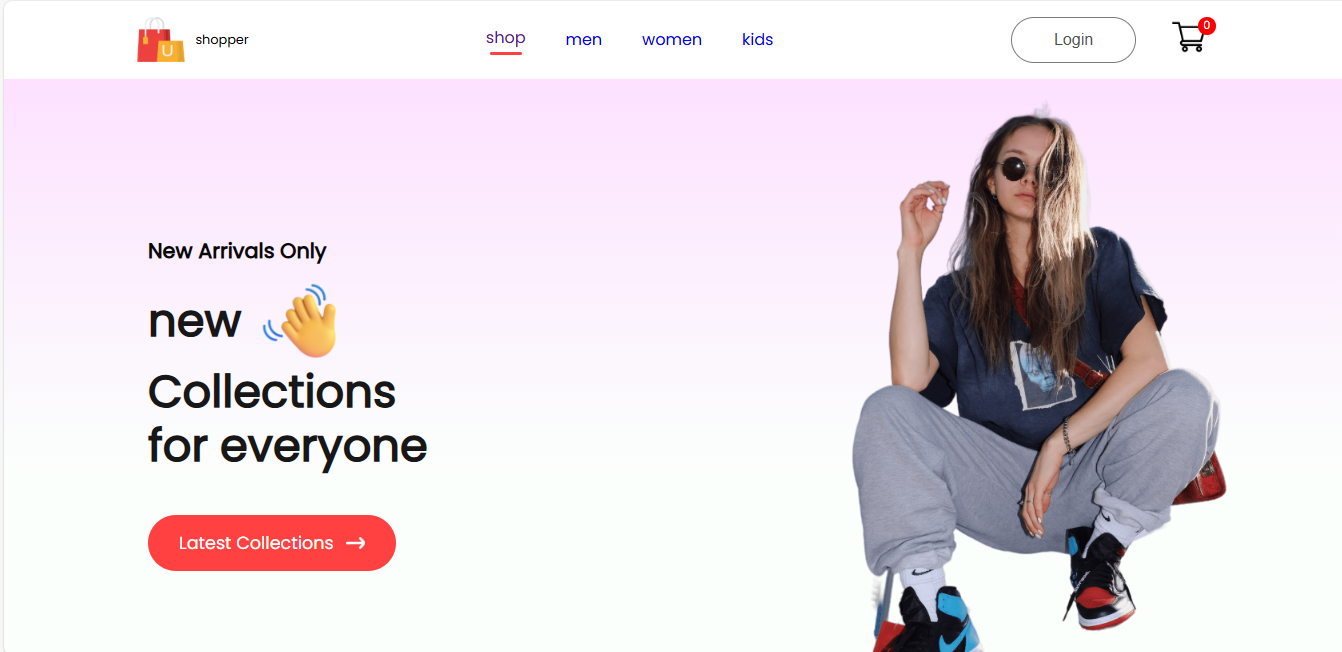 U
shopper
shop
men
women
kids
Login
0
New Arrivals Only
new
Collections
for everyone
Latest Collections